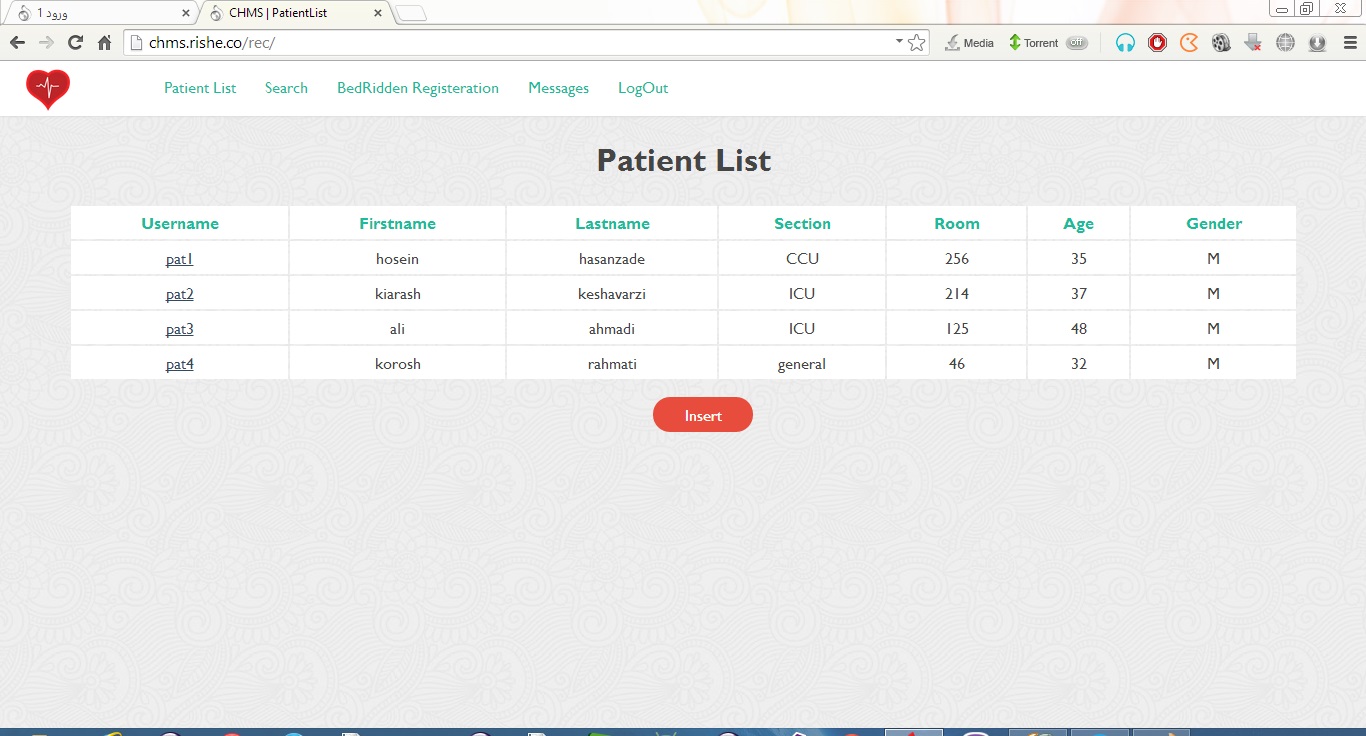 ورود 1
CHMS | PatientList
chms.rishe.co/rec/
Media
Torrent
Off
Patient List Search BedRidden Registeration Messages LogOut
Patient List
Username Firstname Lastname Section Room Age Gender
pat1 hosein hasanzade CCU 256 35 M
pat2 kiarash keshavarzi ICU 214 37 M
pat3 ali ahmadi ICU 125 48 M
pat4 korosh rahmati general 46 32 M
Insert